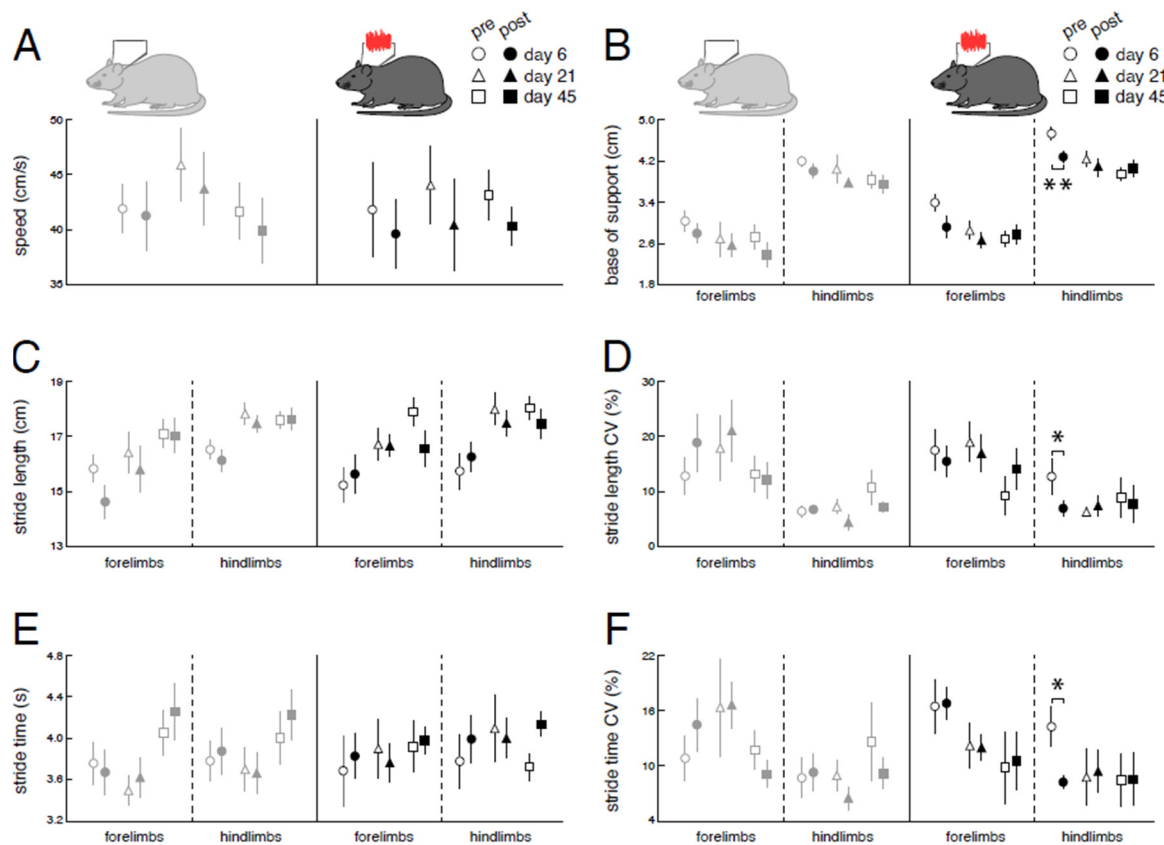 A
pre post
day 6
day 21
day 45
speed (cm/s)
50
45
40
35
B
pre post
day 6
day 21
day 45
base of support (cm)
5.0
4.2
3.4
2.6
1.8
forelimbs hindlimbs forelimbs hindlimbs
**
C
stride length (cm)
19
17
15
13
forelimbs hindlimbs forelimbs hindlimbs
D
stride length CV (%)
30
20
10
0
*
forelimbs hindlimbs forelimbs hindlimbs
E
stride time (s)
4.8
4.4
4.0
3.6
3.2
forelimbs hindlimbs forelimbs hindlimbs
F
stride time CV (%)
22
16
10
4
*
forelimbs hindlimbs forelimbs hindlimbs